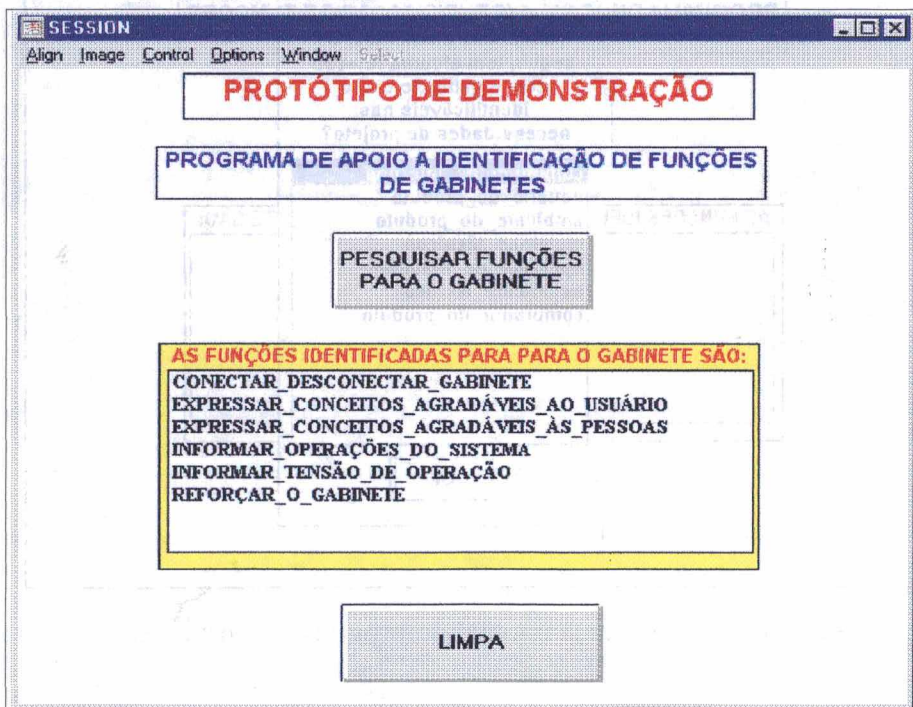 SESSION
Align Image Control Options Window Select
PROTÓTIPO DE DEMONSTRAÇÃO
PROGRAMA DE APOIO A IDENTIFICAÇÃO DE FUNÇÕES
DE GABINETES
PESQUISAR FUNÇÕES
PARA O GABINETE
AS FUNÇÕES IDENTIFICADAS PARA PARA O GABINETE SÃO:
CONECTAR_DESCONECTAR_GABINETE
EXPRESSAR_CONCEITOS_AGRADÁVEIS_AO_USUÁRIO
EXPRESSAR_CONCEITOS_AGRADÁVEIS_ÀS_PESSOAS
INFORMAR_OPERAÇÕES_DO_SISTEMA
INFORMAR_TENSÃO_DE_OPERAÇÃO
REFORÇAR_O_GABINETE
LIMPA